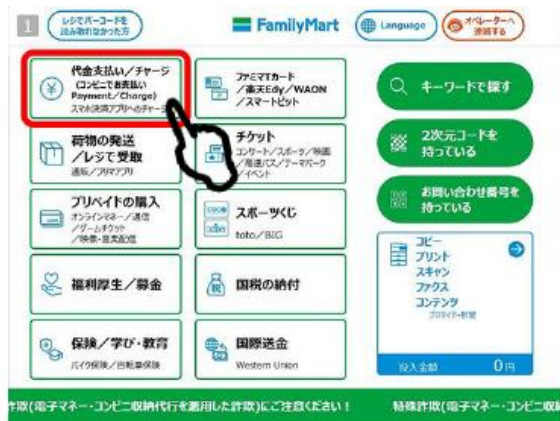 1
レジでバーコードを
読み取れなかった方
FamilyMart
Language
オペレーターへ
連絡する
代金支払い/チャージ
(コンビニでお支払い
Payment/Charge)
スマホ決済アプリへのチャージ
ファミマTカード
/楽天Edy/WAON
/スマートピット
キーワードで探す
荷物の発送
/レジで受取
通販/フリマアプリ
チケット
コンサート/スポーツ/映画
/高速バス/テーマパーク
/イベント
2次元コードを
持っている
プリペイドの購入
オンラインマネー/通信
/ゲームチケット
/映像・音楽配信
スポーツくじ
toto/BIG
お問い合わせ番号を
持っている
福利厚生/募金
国税の納付
コピー
プリント
スキャン
ファクス
コンテンツ
ブロマイド・新聞
保険/学び・教育
バイク保険/自転車保険
国際送金
Western Union
投入金額 0円
詐欺(電子マネー・コンビニ収納代行を悪用した詐欺)にご注意ください! 特殊詐欺(電子マネー・コンビニ収